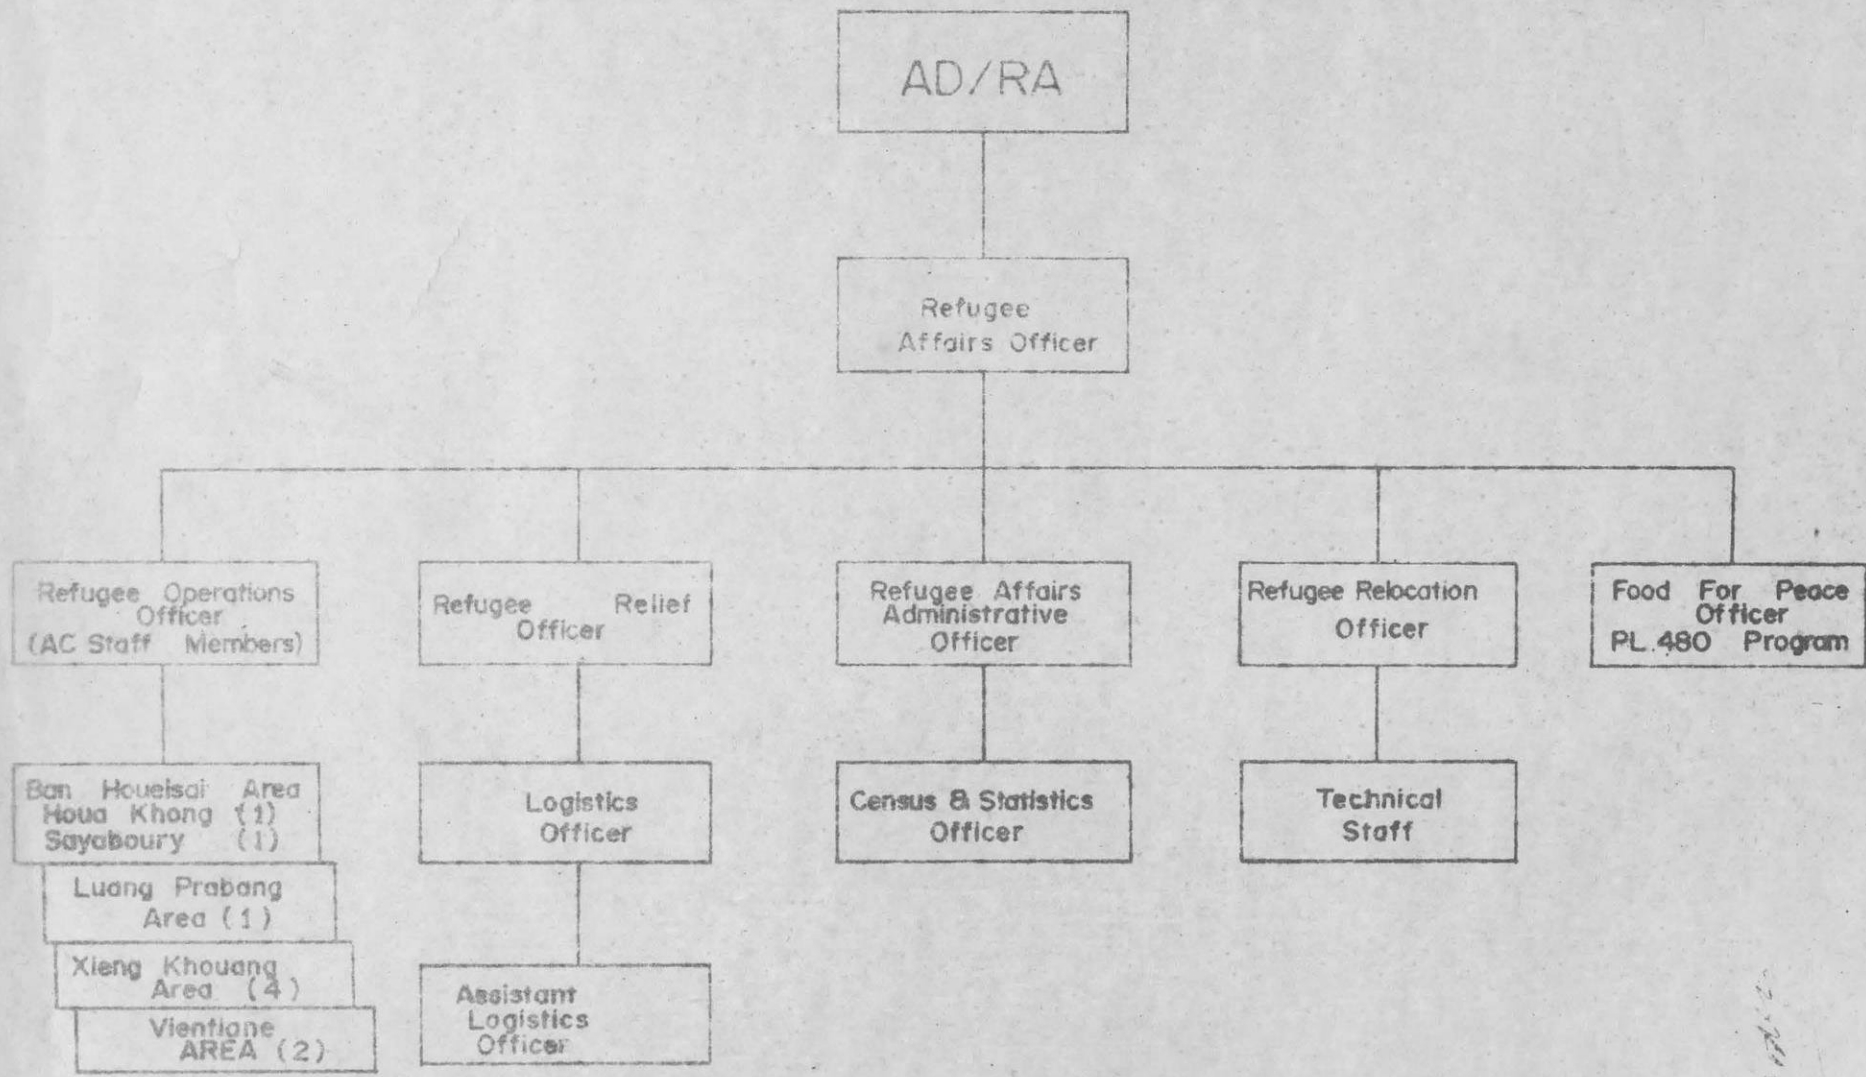 AD/RA
Refugee
Affairs Officer
Refugee Operations
Officer
(AC Staff Members)
Refugee Relief
Officer
Refugee Affairs
Administrative
Officer
Refugee Relocation
Officer
Food For Peace
Officer
PL.480 Program
Ban Houeisai Area
Houa Khong (1)
Sayaboury (1)
Luang Prabang
Area (1)
Xieng Khouang
Area (4)
Vientiane
AREA (2)
Logistics
Officer
Assistant
Logistics
Officer
Census & Statistics
Officer
Technical
Staff